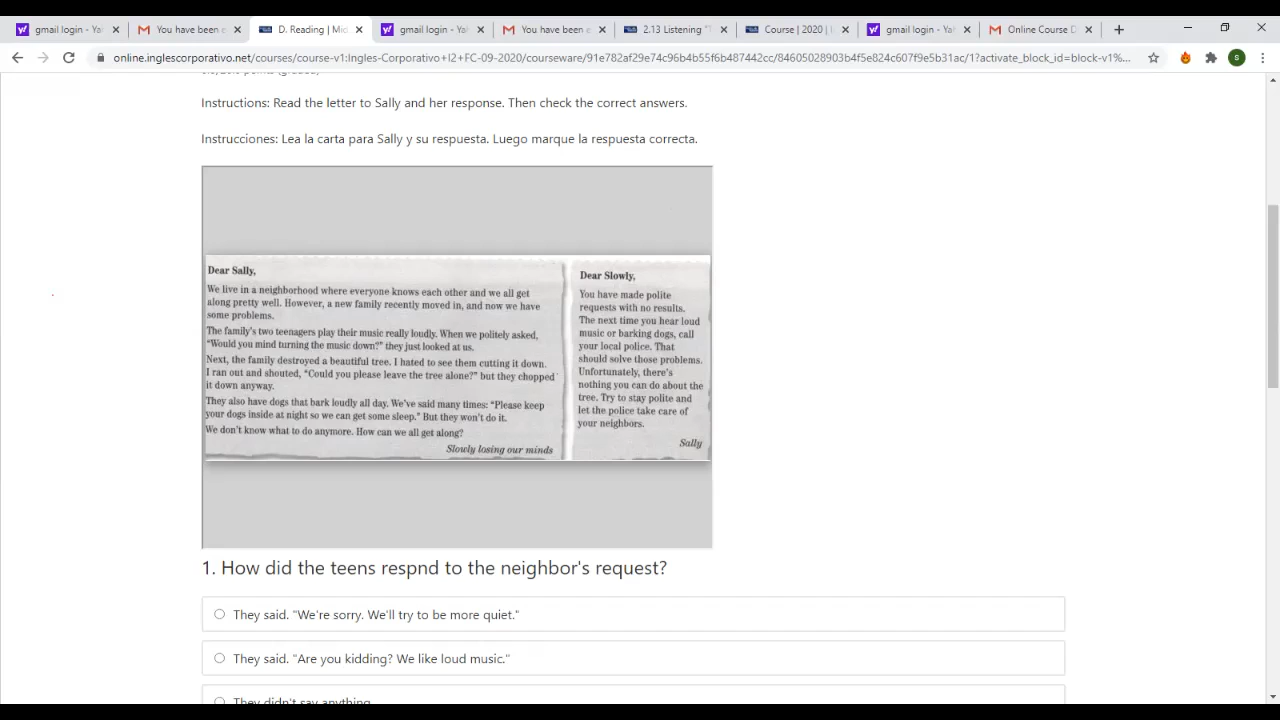 gmail login - Yah
You have been e
D. Reading | Mid
gmail login - Yah
You have been e
2.13 Listening "T
Course | 2020 |
gmail login - Yah
Online Course D
online.inglescorporativo.net/courses/course-v1:Ingles-Corporativo+I2+FC-09-2020/courseware/91e782af29e74c96b4b55f6b487442cc/84605028903b4f5e824c607f9e5b31ac/1?activate_block_id=block-v1%...
Instructions: Read the letter to Sally and her response. Then check the correct answers.
Instrucciones: Lea la carta para Sally y su respuesta. Luego marque la respuesta correcta.
Dear Sally,
We live in a neighborhood where everyone knows each other and we all get
along pretty well. However, a new family recently moved in, and now we have
some problems.
The family's two teenagers play their music really loudly. When we politely asked,
"Would you mind turning the music down?" they just looked at us.
Next, the family destroyed a beautiful tree. I hated to see them cutting it down.
I ran out and shouted, "Could you please leave the tree alone?" but they chopped
it down anyway.
They also have dogs that bark loudly all day. We've said many times: "Please keep
your dogs inside at night so we can get some sleep." But they won't do it.
We don't know what to do anymore. How can we all get along?
Slowly losing our minds
Dear Slowly,
You have made polite
requests with no results.
The next time you hear loud
music or barking dogs, call
your local police. That
should solve those problems.
Unfortunately, there's
nothing you can do about the
tree. Try to stay polite and
let the police take care of
your neighbors.
Sally
1. How did the teens respnd to the neighbor's request?
They said. "We're sorry. We'll try to be more quiet."
They said. "Are you kidding? We like loud music."
They didn't say anything.